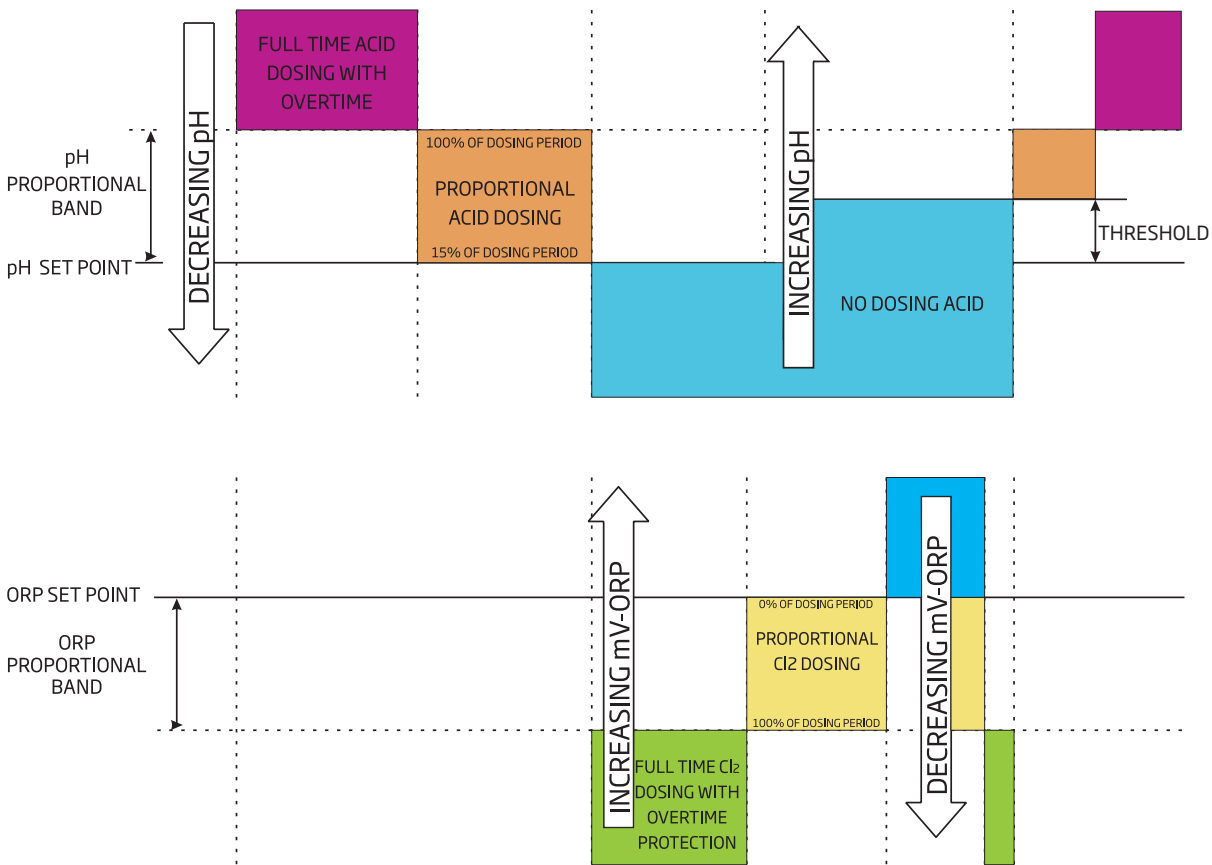 FULL TIME ACID
DOSING WITH
OVERTIME
DECREASING pH
pH
PROPORTIONAL
BAND
100% OF DOSING PERIOD
PROPORTIONAL
ACID DOSING
15% OF DOSING PERIOD
pH SET POINT
INCREASING pH
NO DOSING ACID
THRESHOLD
ORP SET POINT
ORP
PROPORTIONAL
BAND
INCREASING mV-ORP
0% OF DOSING PERIOD
PROPORTIONAL
Cl2 DOSING
100% OF DOSING PERIOD
DECREASING mV-ORP
FULL TIME Cl₂
DOSING WITH
OVERTIME
PROTECTION